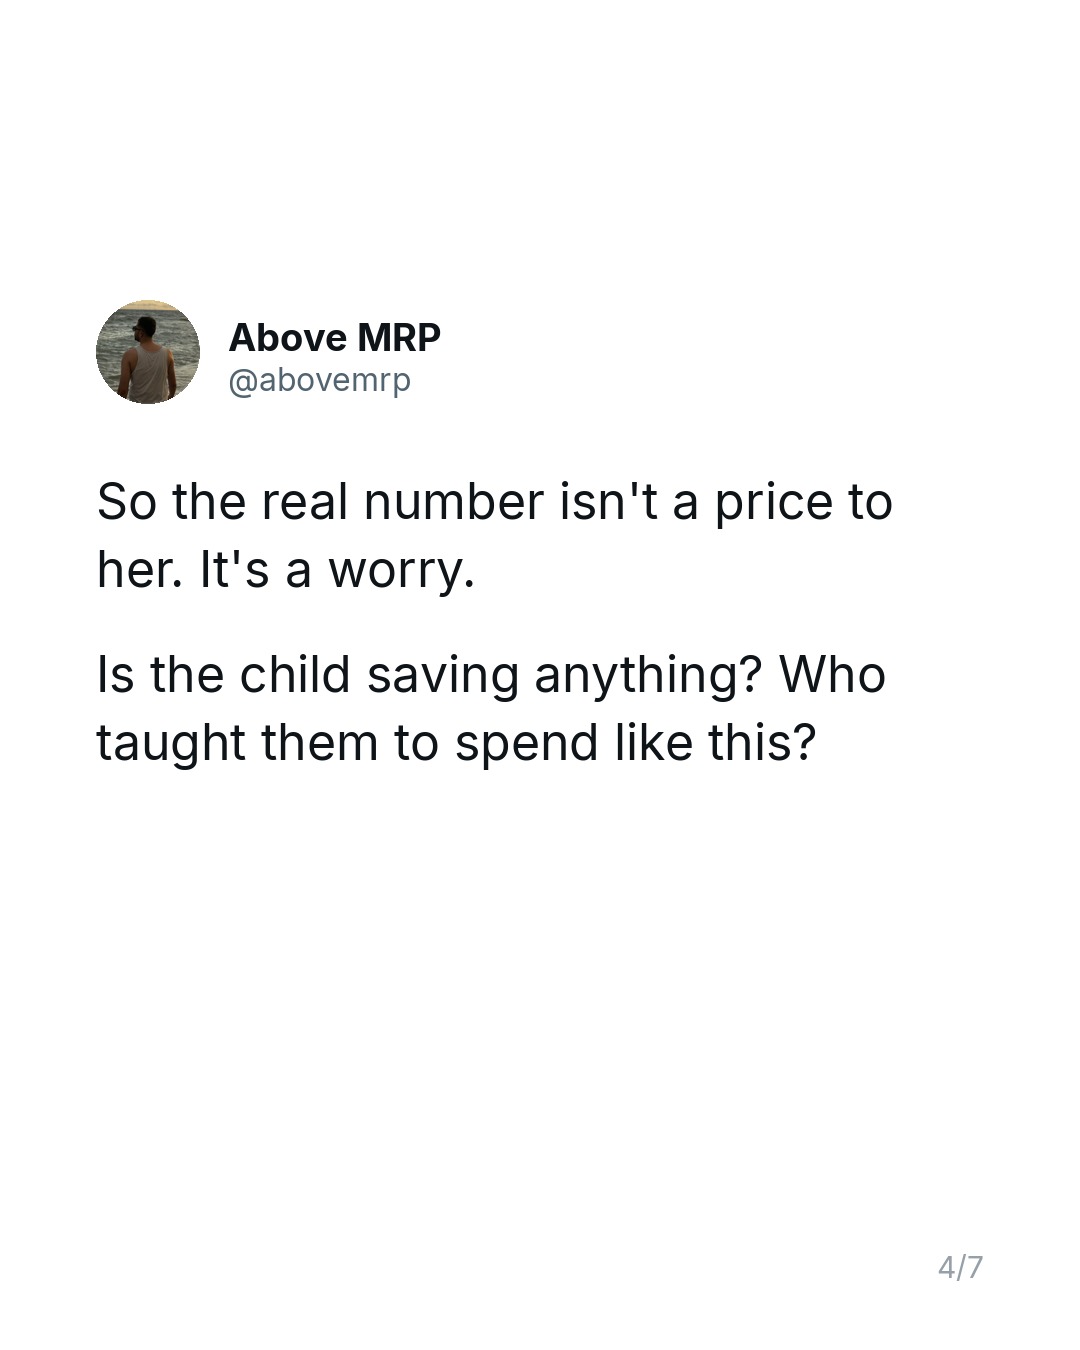 Above MRP
@abovemrp
So the real number isn't a price to
her. It's a worry.
Is the child saving anything? Who
taught them to spend like this?
4/7